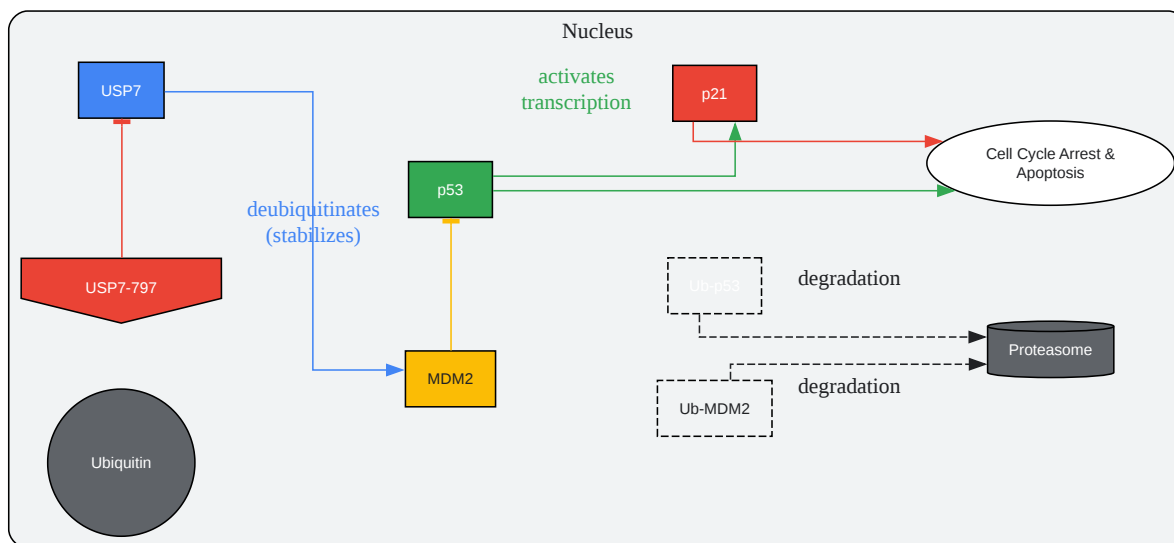 Nucleus
USP7
activates
transcription
p21
Cell Cycle Arrest &
Apoptosis
p53
deubiquitinates
(stabilizes)
USP7-797
Ub-p53
degradation
Proteasome
MDM2
degradation
Ub-MDM2
Ubiquitin